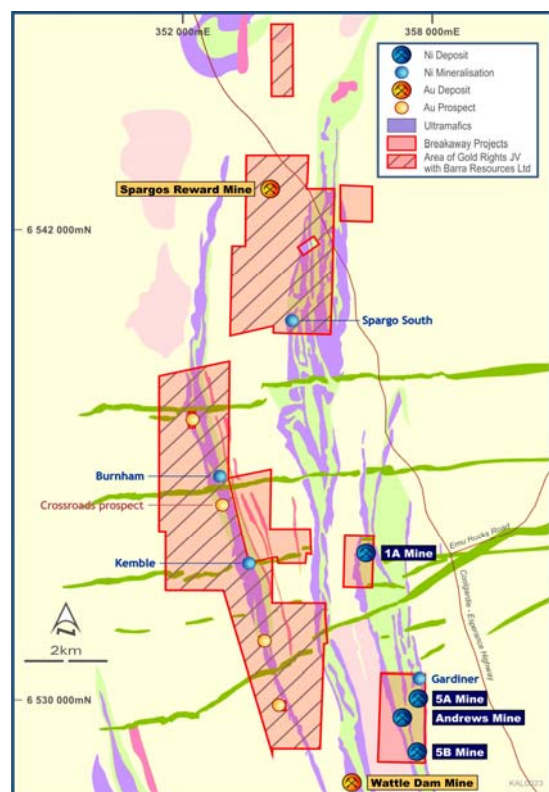 352 000mE
358 000mE
Ni Deposit
Ni Mineralisation
Au Deposit
Au Prospect
Ultramafics
Breakaway Projects
Area of Gold Rights JV
with Barra Resources Ltd
Spargos Reward Mine
6 542 000mN
Spargo South
Burnham
Crossroads prospect
1A Mine
Emu Rocks Road
Kemble
Coolgardie - Esperance Highway
N
2km
Gardiner
5A Mine
6 530 000mN
Andrews Mine
5B Mine
Wattle Dam Mine
KAL0023